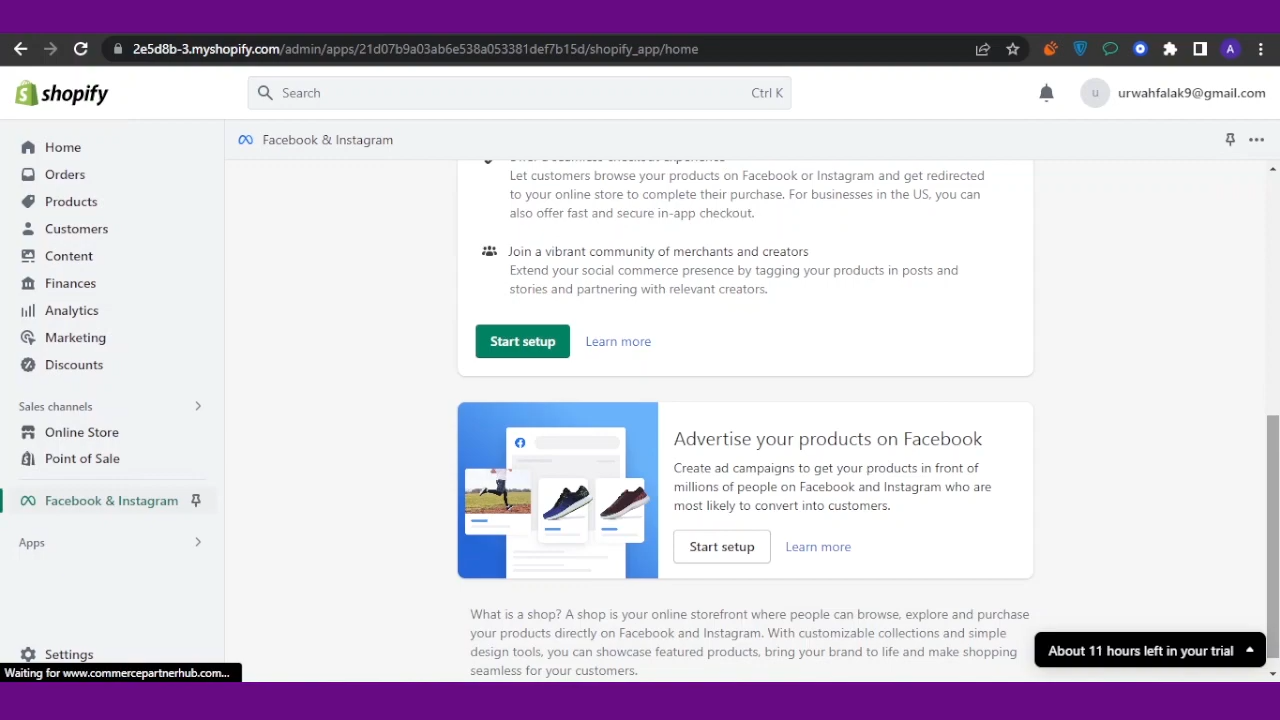 2e5d8b-3.myshopify.com/admin/apps/21d07b9a03ab6e538a053381def7b15d/shopify_app/home
A
shopify
Search
Ctrl K
u
urwahfalak9@gmail.com
Home
Orders
Products
Customers
Content
Finances
Analytics
Marketing
Discounts
Sales channels
Online Store
Point of Sale
Facebook & Instagram
Apps
Settings
Waiting for www.commercepartnerhub.com...
Facebook & Instagram
Offer a seamless checkout experience
Let customers browse your products on Facebook or Instagram and get redirected
to your online store to complete their purchase. For businesses in the US, you can
also offer fast and secure in-app checkout.
Join a vibrant community of merchants and creators
Extend your social commerce presence by tagging your products in posts and
stories and partnering with relevant creators.
Start setup
Learn more
Advertise your products on Facebook
Create ad campaigns to get your products in front of
millions of people on Facebook and Instagram who are
most likely to convert into customers.
Start setup
Learn more
What is a shop? A shop is your online storefront where people can browse, explore and purchase
your products directly on Facebook and Instagram. With customizable collections and simple
design tools, you can showcase featured products, bring your brand to life and make shopping
seamless for your customers.
About 11 hours left in your trial